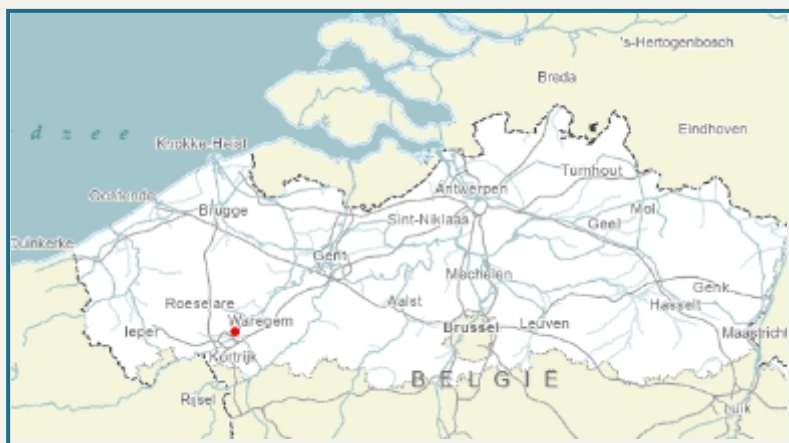 's-Hertogenbosch
Breda
d z e e
Eindhoven
Knokke-Heist
Turnhout
Antwerpen
Oostende
Mol
Brugge
Sint-Niklaas
Geel
Duinkerke
Gent
Mechelen
Genk
Roeselare
Aalst
Hasselt
Waregem
Brussel
Leuven
Ieper
Maastricht
Kortrijk
BELGIË
Rijsel
Luik